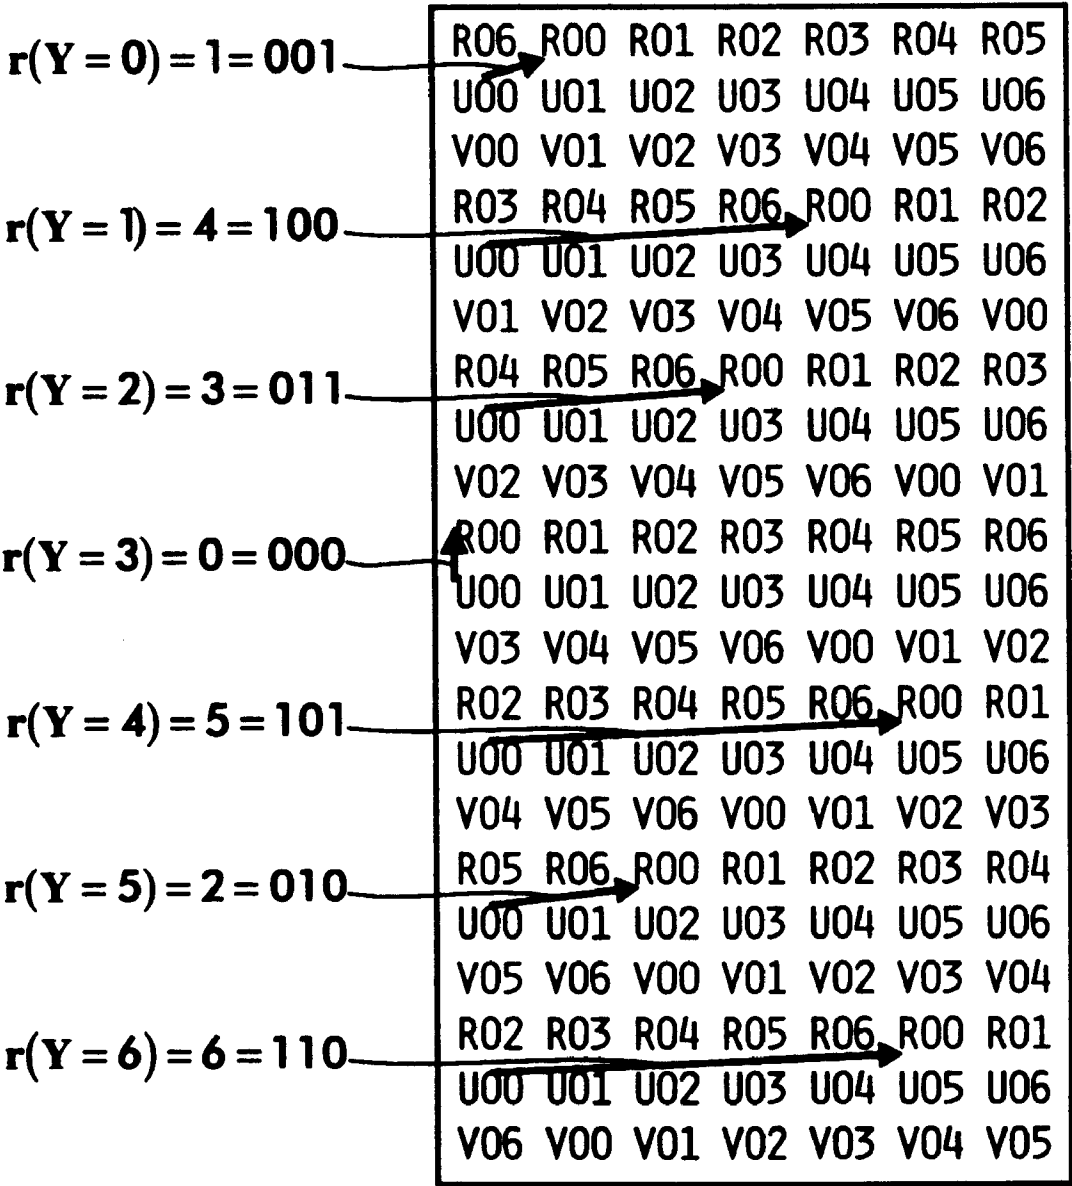 r(Y = 0) = 1 = 001
R06 R00 R01 R02 R03 R04 R05
U00 U01 U02 U03 U04 U05 U06
V00 V01 V02 V03 V04 V05 V06
r(Y = 1) = 4 = 100
R03 R04 R05 R06 R00 R01 R02
U00 U01 U02 U03 U04 U05 U06
V01 V02 V03 V04 V05 V06 V00
r(Y = 2) = 3 = 011
R04 R05 R06 R00 R01 R02 R03
U00 U01 U02 U03 U04 U05 U06
V02 V03 V04 V05 V06 V00 V01
r(Y = 3) = 0 = 000
R00 R01 R02 R03 R04 R05 R06
U00 U01 U02 U03 U04 U05 U06
V03 V04 V05 V06 V00 V01 V02
r(Y = 4) = 5 = 101
R02 R03 R04 R05 R06 R00 R01
U00 U01 U02 U03 U04 U05 U06
V04 V05 V06 V00 V01 V02 V03
r(Y = 5) = 2 = 010
R05 R06 R00 R01 R02 R03 R04
U00 U01 U02 U03 U04 U05 U06
V05 V06 V00 V01 V02 V03 V04
r(Y = 6) = 6 = 110
R02 R03 R04 R05 R06 R00 R01
U00 U01 U02 U03 U04 U05 U06
V06 V00 V01 V02 V03 V04 V05